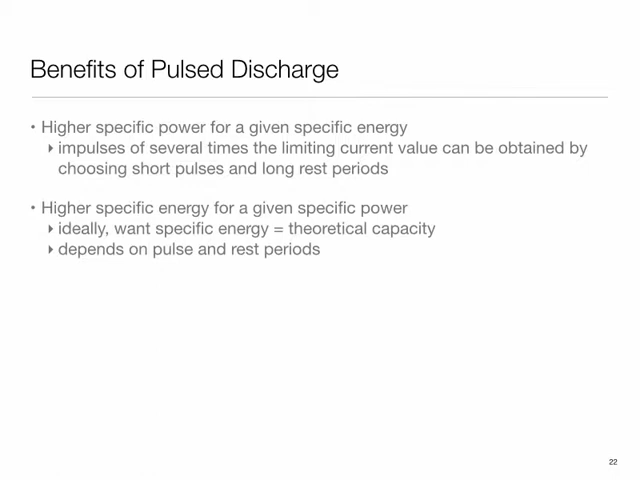 Benefits of Pulsed Discharge
• Higher specific power for a given specific energy
‣ impulses of several times the limiting current value can be obtained by
choosing short pulses and long rest periods
• Higher specific energy for a given specific power
‣ ideally, want specific energy = theoretical capacity
‣ depends on pulse and rest periods
22